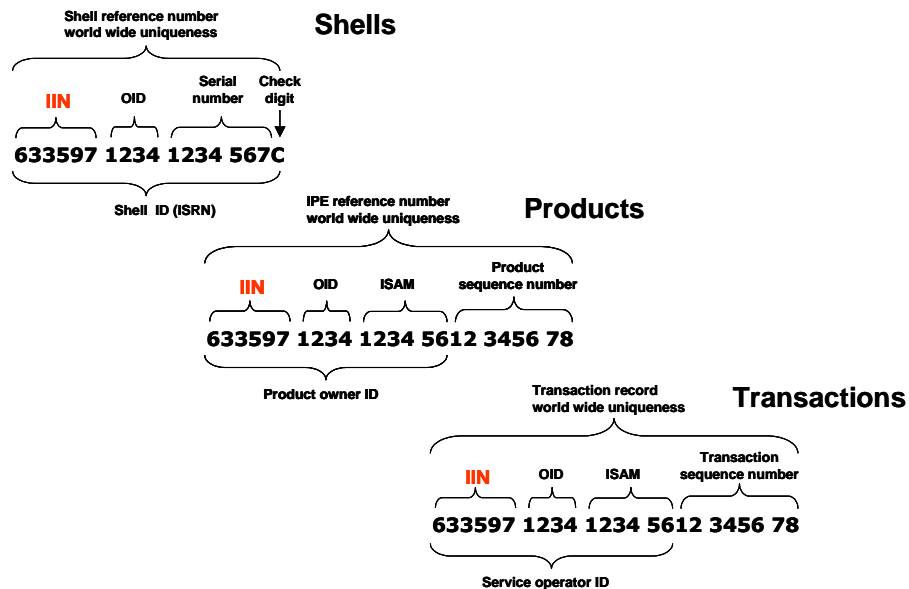 Shell reference number
world wide uniqueness
Shells
IIN
OID
Serial
number
Check
digit
633597 1234 1234 567C
Shell ID (ISRN)
IPE reference number
world wide uniqueness
Products
IIN
OID
ISAM
Product
sequence number
633597 1234 1234 5612 3456 78
Product owner ID
Transaction record
world wide uniqueness
Transactions
IIN
OID
ISAM
Transaction
sequence number
633597 1234 1234 5612 3456 78
Service operator ID